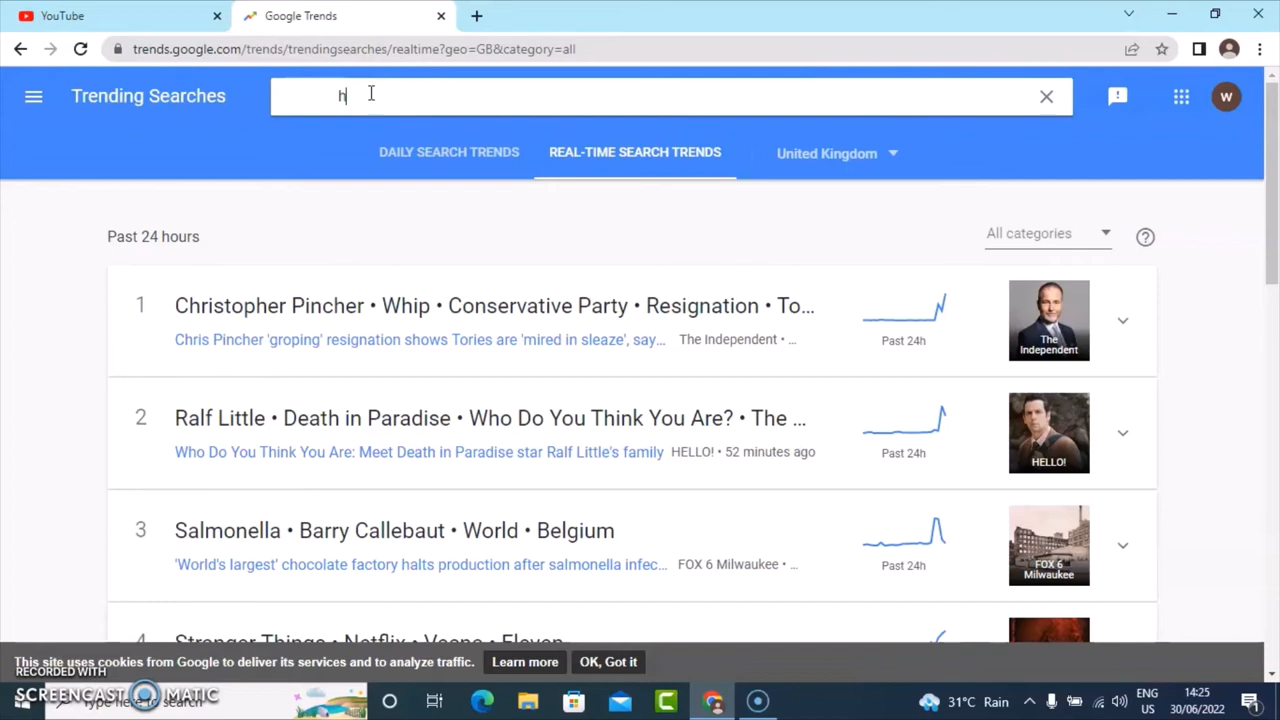 YouTube
Google Trends
trends.google.com/trends/trendingsearches/realtime?geo=GB&category=all
Trending Searches
h
W
DAILY SEARCH TRENDS
REAL-TIME SEARCH TRENDS
United Kingdom
Past 24 hours
All categories
1
Christopher Pincher • Whip • Conservative Party • Resignation • To...
Chris Pincher 'groping' resignation shows Tories are 'mired in sleaze', say... The Independent • ...
Past 24h
The Independent
2
Ralf Little • Death in Paradise • Who Do You Think You Are? • The ...
Who Do You Think You Are: Meet Death in Paradise star Ralf Little's family HELLO! • 52 minutes ago
Past 24h
HELLO!
3
Salmonella • Barry Callebaut • World • Belgium
'World's largest' chocolate factory halts production after salmonella infec... FOX 6 Milwaukee • ...
Past 24h
FOX 6 Milwaukee
4
Stranger Things • Netflix • Vecna • Eleven
This site uses cookies from Google to deliver its services and to analyze traffic. Learn more OK, Got it
RECORDED WITH
SCREENCAST MATIC
Type here to search
31°C Rain
ENG
US
14:25
30/06/2022
1